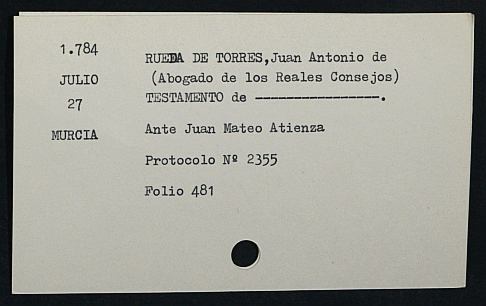 1.784
JULIO
27
MURCIA
RUEDA DE TORRES,Juan Antonio de
(Abogado de los Reales Consejos)
TESTAMENTO de ----------------.
Ante Juan Mateo Atienza
Protocolo Nº 2355
Folio 481